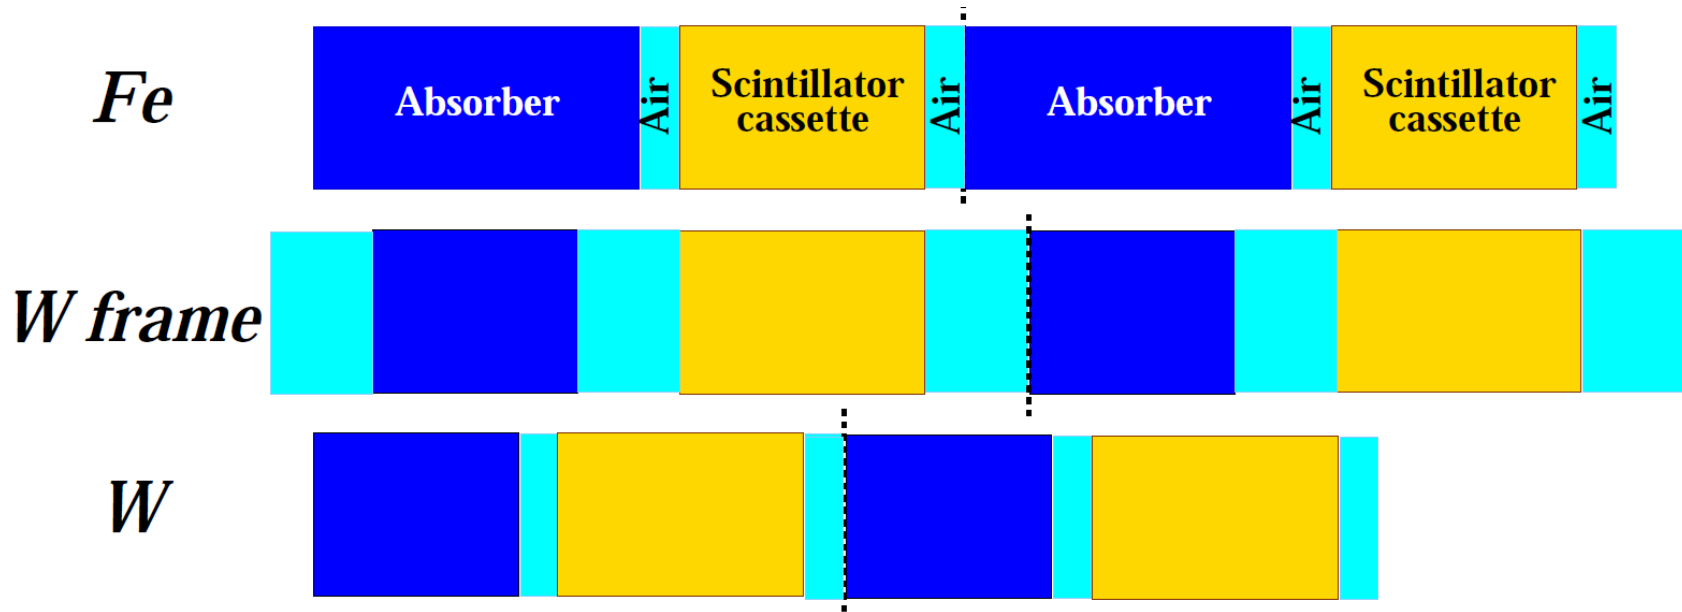 Fe
Absorber
Air
Scintillator
cassette
Air
Absorber
Air
Scintillator
cassette
Air
W frame
W